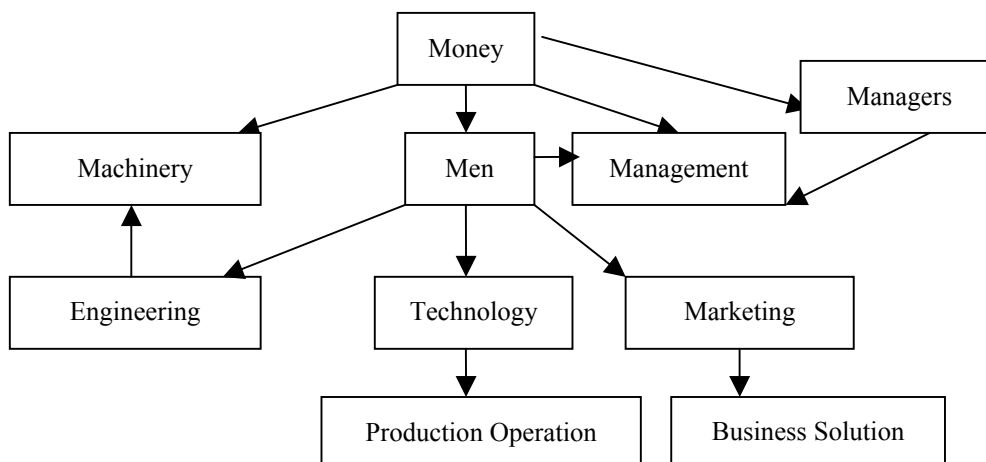 Money
Managers
Machinery
Men
Management
Engineering
Technology
Marketing
Production Operation
Business Solution